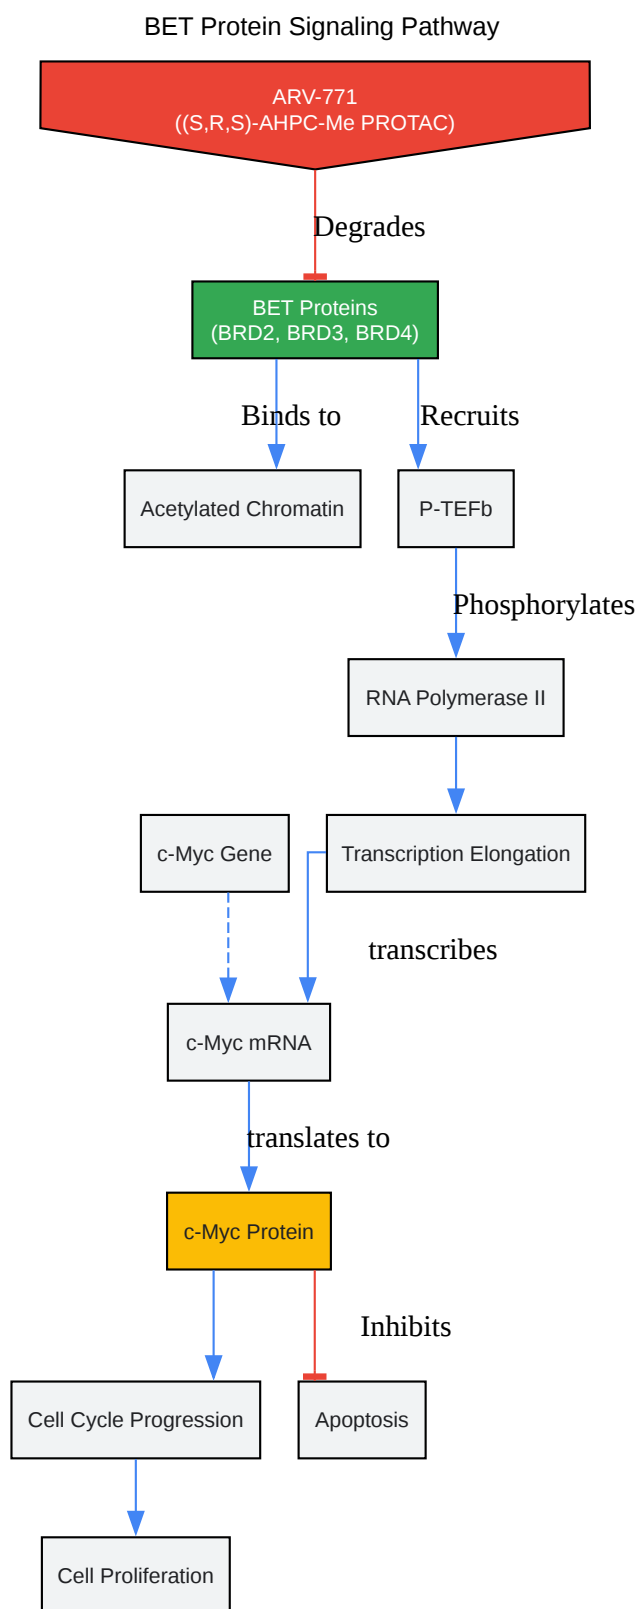 BET Protein Signaling Pathway
ARV-771
((S,R,S)-AHPC-Me PROTAC)
Degrades
BET Proteins
(BRD2, BRD3, BRD4)
Binds to
Recruits
Acetylated Chromatin
P-TEFb
Phosphorylates
RNA Polymerase II
c-Myc Gene
Transcription Elongation
transcribes
c-Myc mRNA
translates to
c-Myc Protein
Inhibits
Cell Cycle Progression
Apoptosis
Cell Proliferation